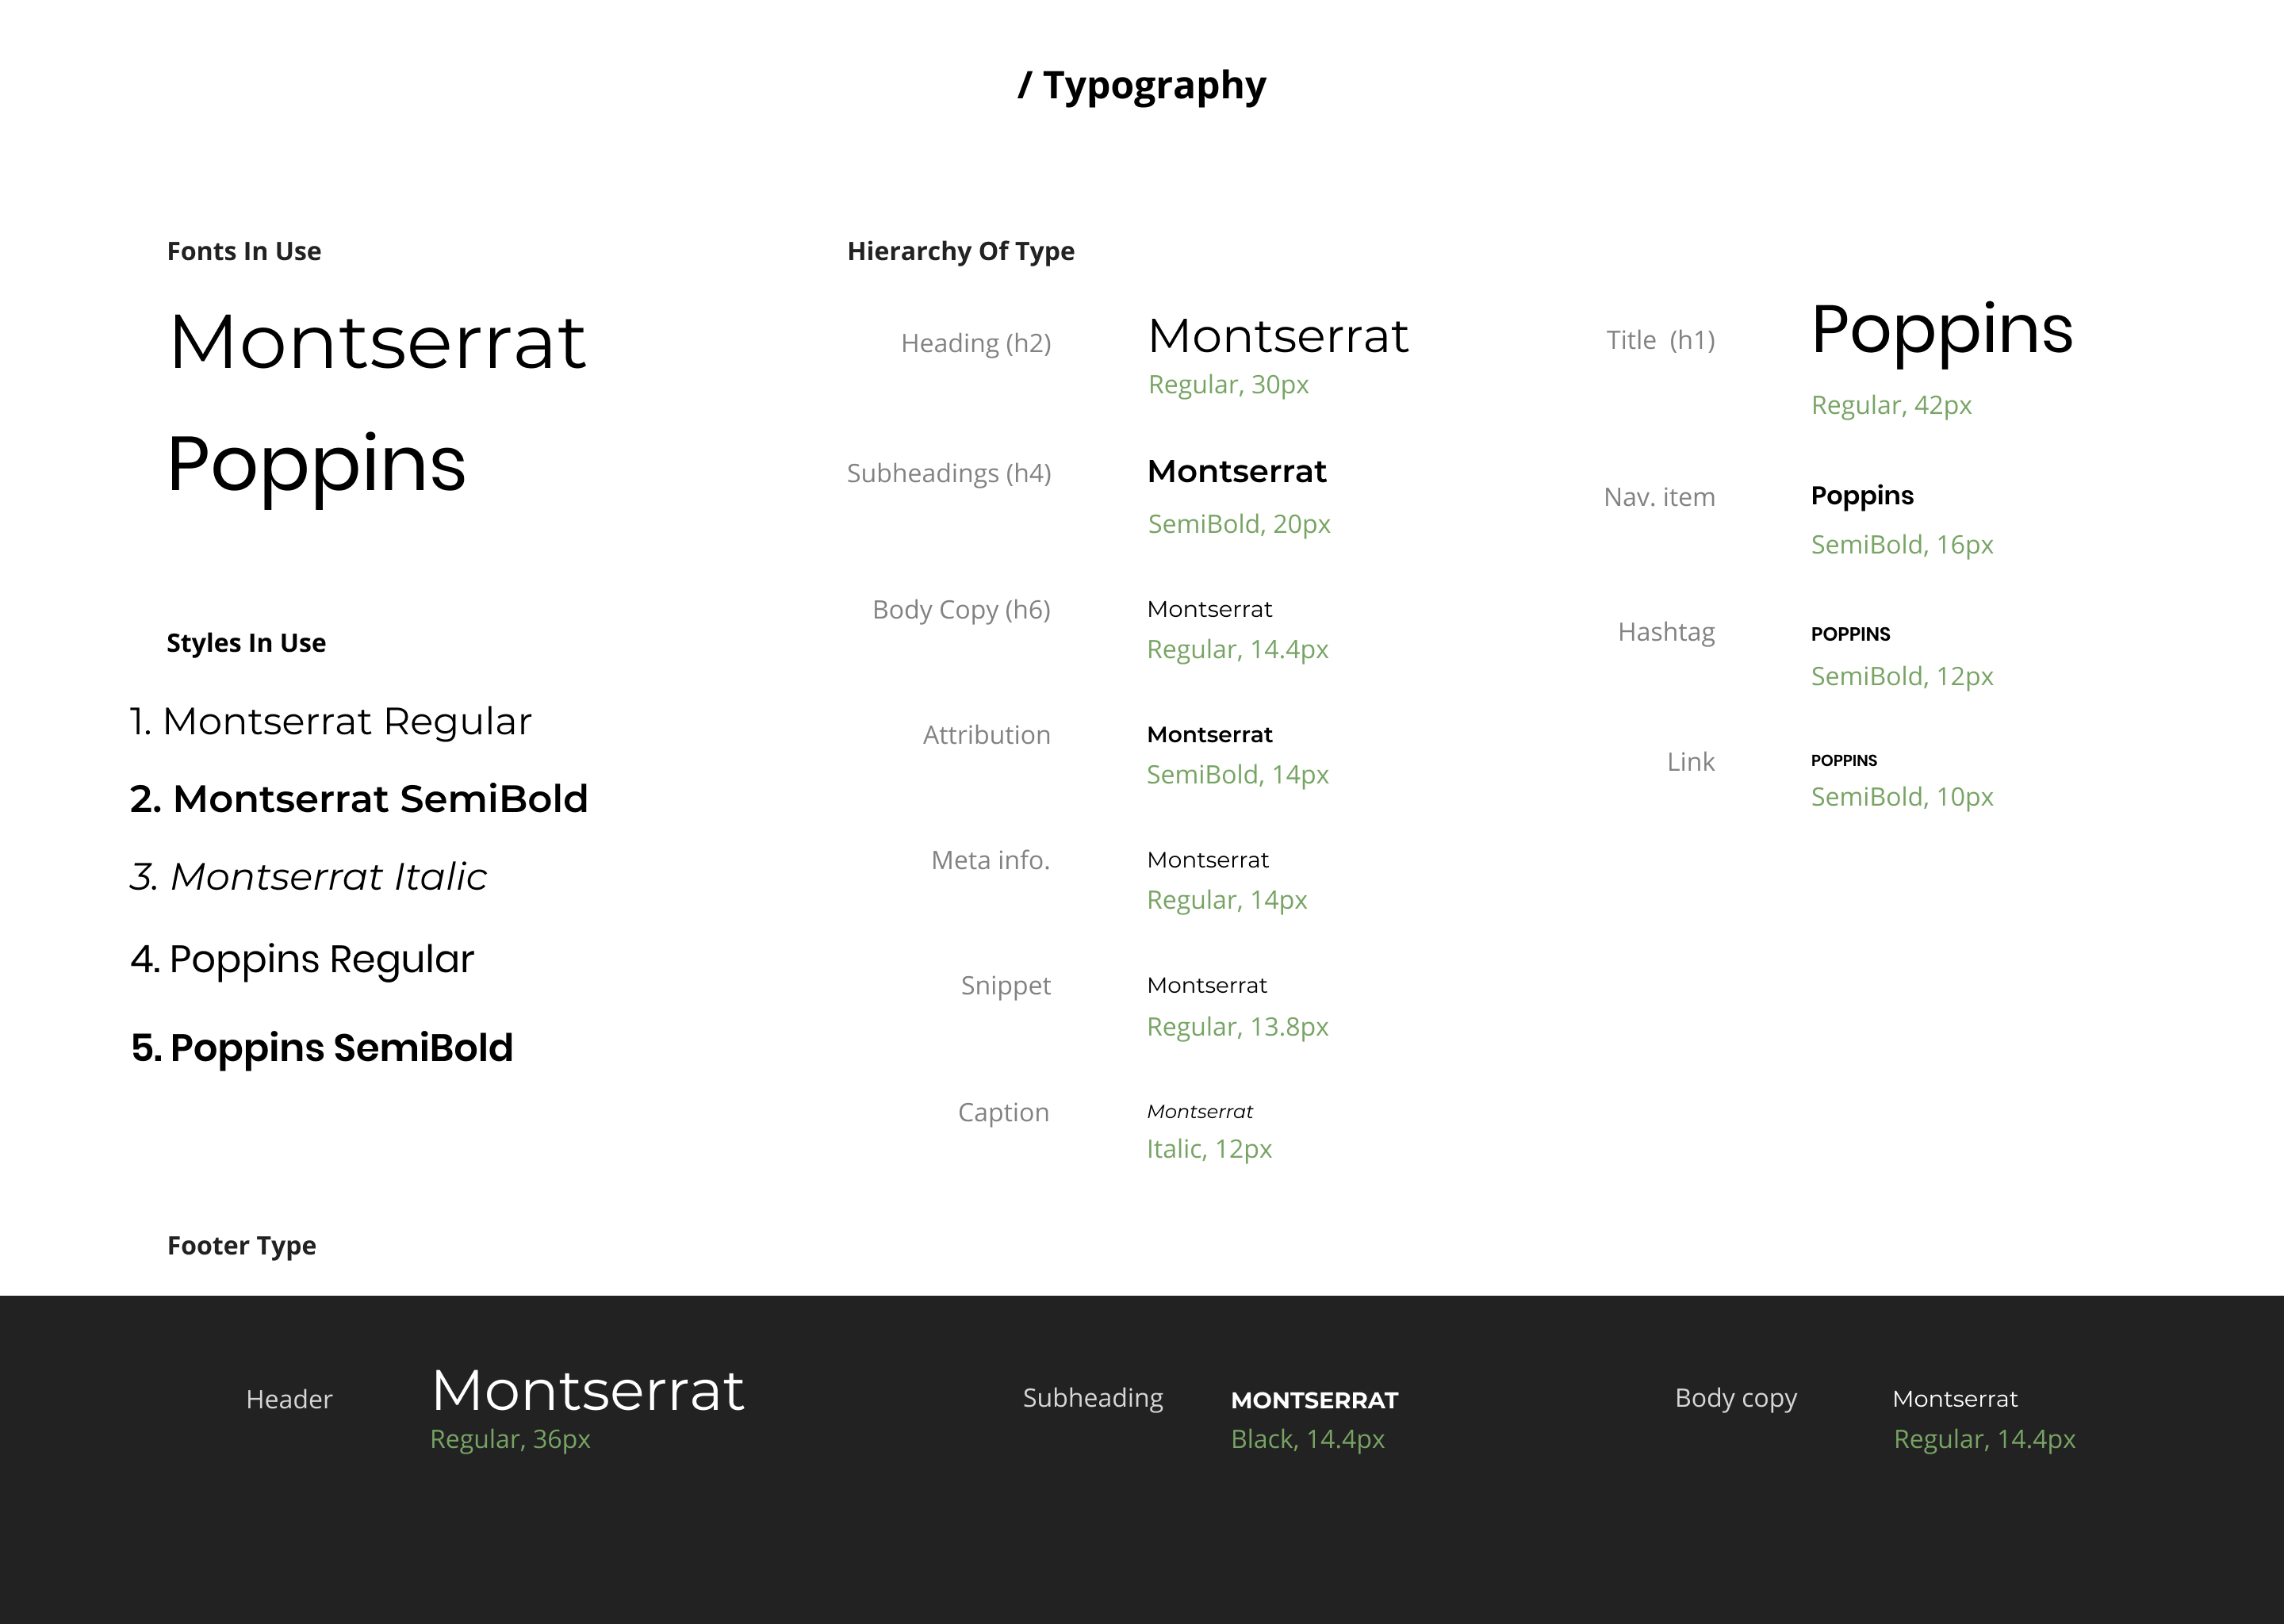 / Typography
Fonts In Use
Montserrat
Poppins
Styles In Use
1. Montserrat Regular
2. Montserrat SemiBold
3. Montserrat Italic
4. Poppins Regular
5. Poppins SemiBold
Hierarchy Of Type
Heading (h2)
Montserrat
Regular, 30px
Subheadings (h4)
Montserrat
SemiBold, 20px
Body Copy (h6)
Montserrat
Regular, 14.4px
Attribution
Montserrat
SemiBold, 14px
Meta info.
Montserrat
Regular, 14px
Snippet
Montserrat
Regular, 13.8px
Caption
Montserrat
Italic, 12px
Title (h1)
Poppins
Regular, 42px
Nav. item
Poppins
SemiBold, 16px
Hashtag
POPPINS
SemiBold, 12px
Link
POPPINS
SemiBold, 10px
Footer Type
Header
Montserrat
Regular, 36px
Subheading
MONTSERRAT
Black, 14.4px
Body copy
Montserrat
Regular, 14.4px